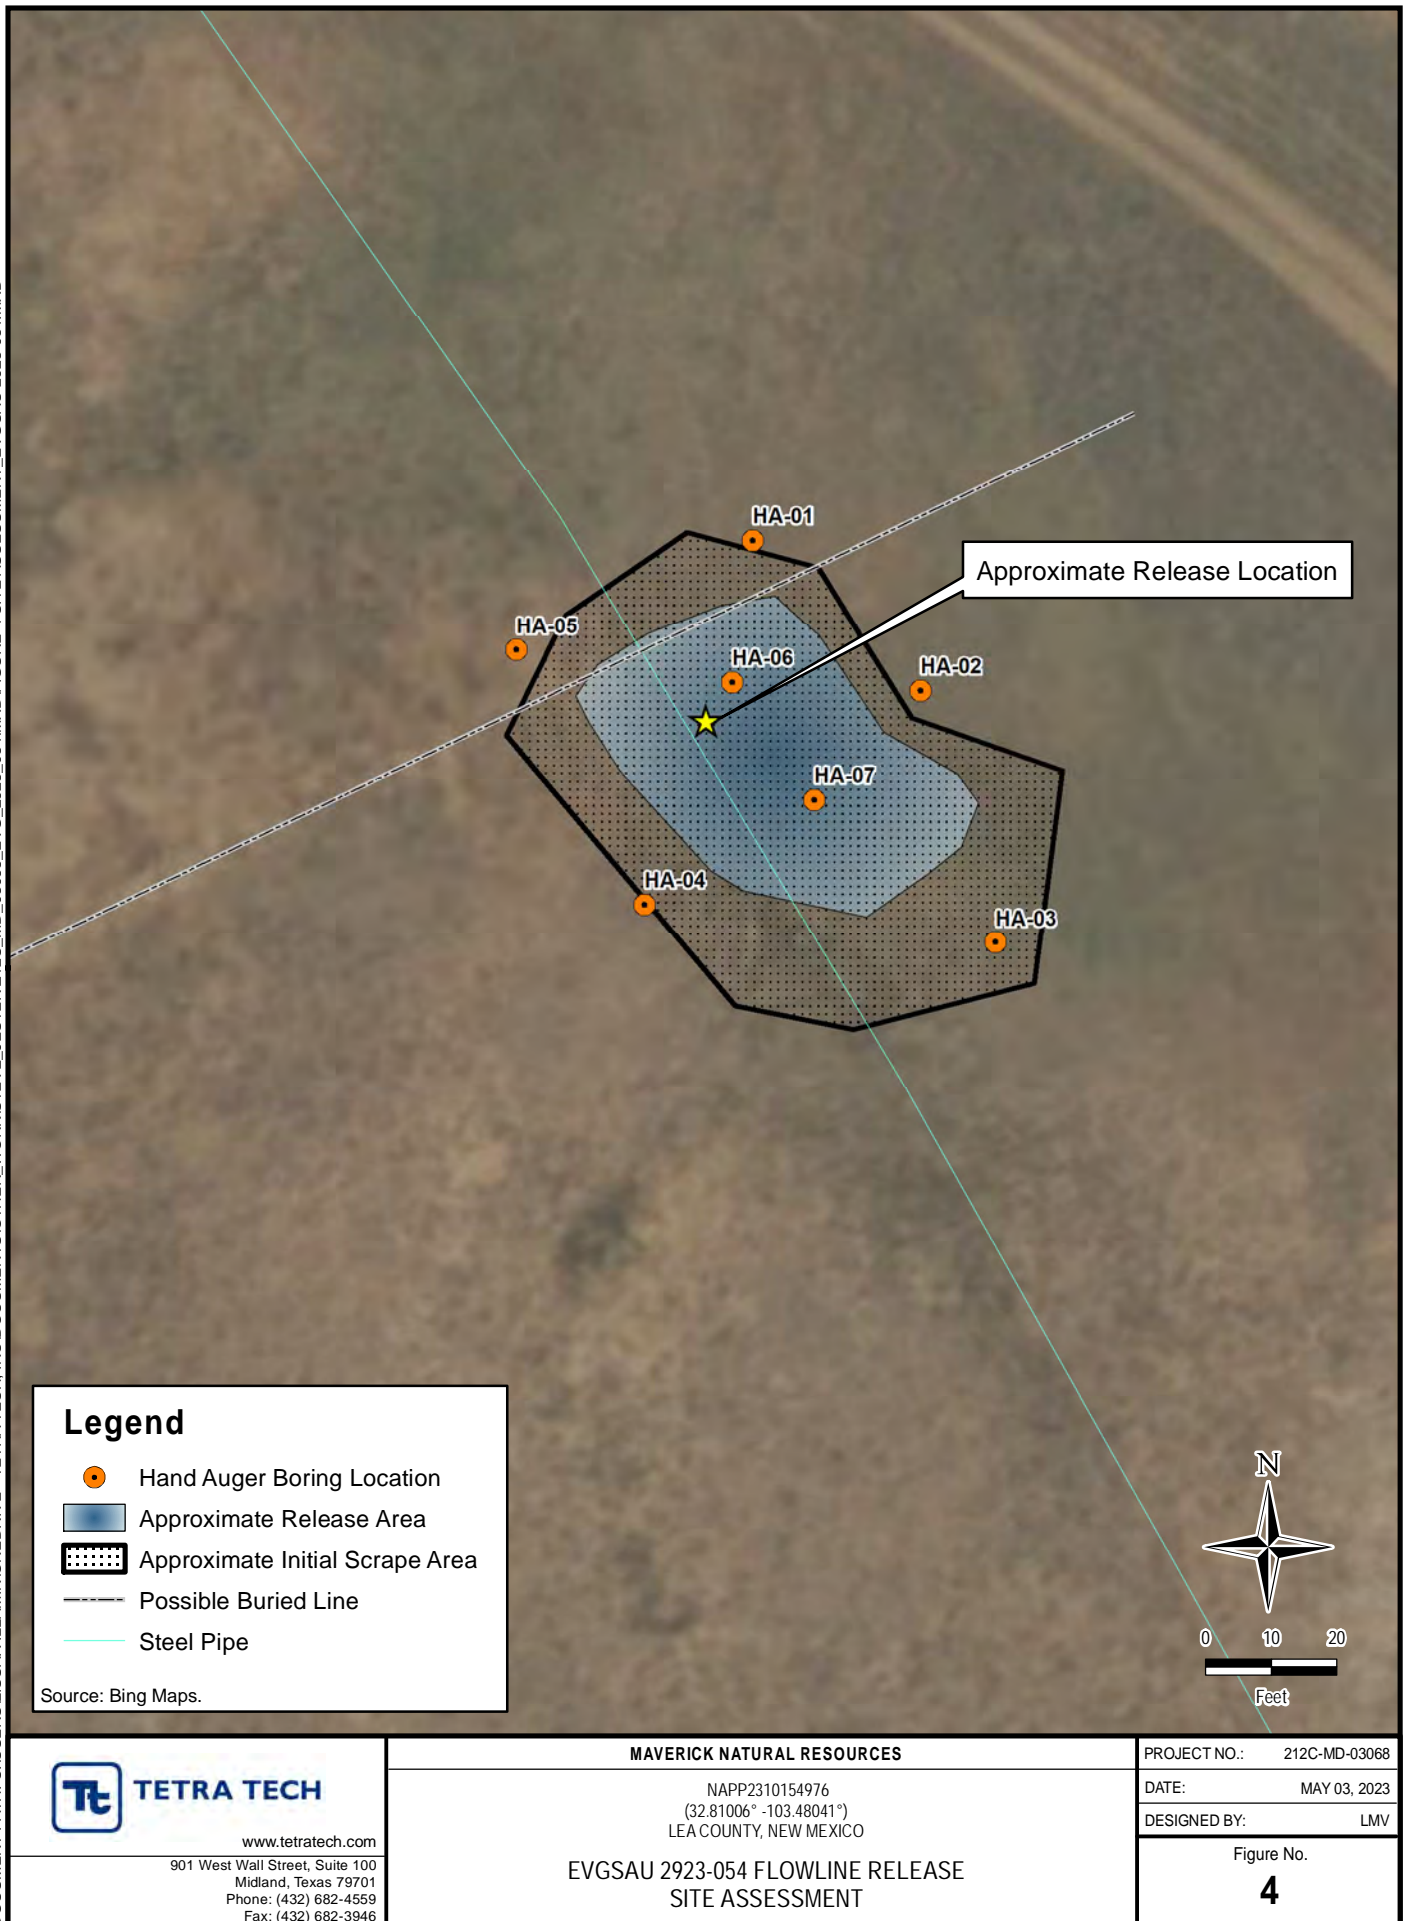 HA-01
Approximate Release Location
HA-05
HA-06
HA-02
HA-07
HA-04
HA-03
Legend
Hand Auger Boring Location
Approximate Release Area
Approximate Initial Scrape Area
Possible Buried Line
Steel Pipe
Source: Bing Maps.
N
0 10 20
Feet
Tt TETRA TECH
www.tetratech.com
901 West Wall Street, Suite 100
Midland, Texas 79701
Phone: (432) 682-4559
Fax: (432) 682-3946
MAVERICK NATURAL RESOURCES
NAPP2310154976
(32.81006° -103.48041°)
LEA COUNTY, NEW MEXICO
EVGSAU 2923-054 FLOWLINE RELEASE
SITE ASSESSMENT
PROJECT NO.: 212C-MD-03068
DATE: MAY 03, 2023
DESIGNED BY: LMV
Figure No.
4